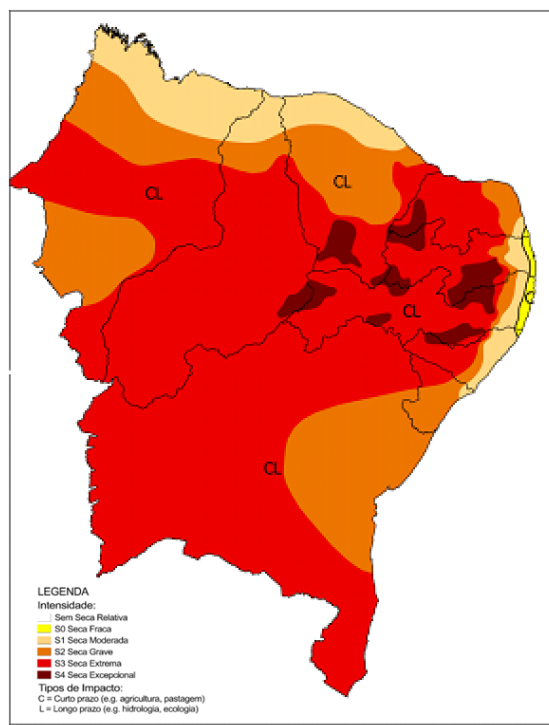 CL
CL
C
CL
CL
LEGENDA
Intensidade:
Sem Seca Relativa
S0 Seca Fraca
S1 Seca Moderada
S2 Seca Grave
S3 Seca Extrema
S4 Seca Excepcional
Tipos de Impacto:
C = Curto prazo (e.g. agricultura, pastagem)
L = Longo prazo (e.g. hidrologia, ecologia)